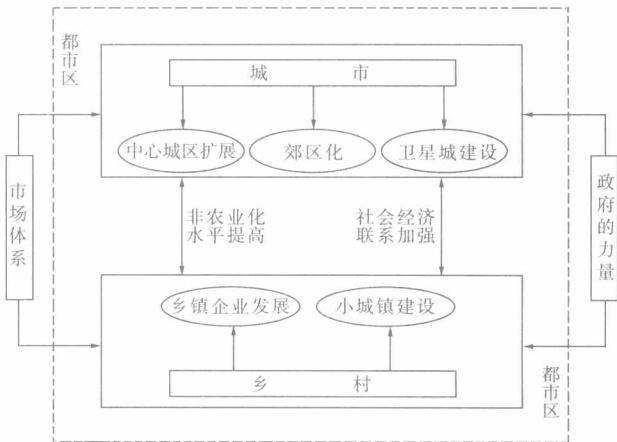 都市区
城市
中心城区扩展
郊区化
卫星城建设
市场体系
政府的力量
非农业化
水平提高
社会经济
联系加强
乡镇企业发展
小城镇建设
乡村
都市区